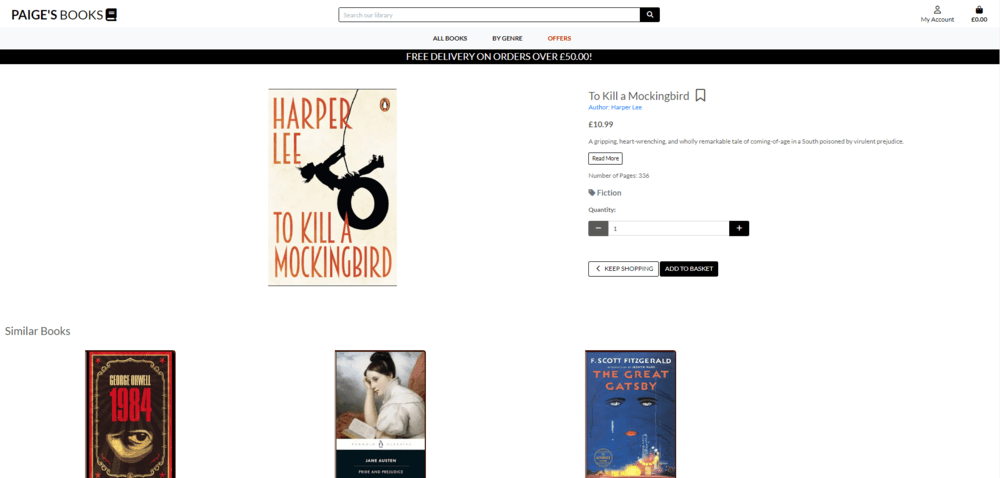 PAIGE'S BOOKS
Search our library
My Account
£0.00
ALL BOOKS BY GENRE OFFERS
FREE DELIVERY ON ORDERS OVER £50.00!
HARPER
LEE
TO KILL A
MOCKINGBIRD
To Kill a Mockingbird
Author: Harper Lee
£10.99
A gripping, heart-wrenching, and wholly remarkable tale of coming-of-age in a South poisoned by virulent prejudice.
Read More
Number of Pages: 336
Fiction
Quantity:
1
KEEP SHOPPING ADD TO BASKET
Similar Books
GEORGE ORWELL
1984
PENGUIN CLASSICS
JANE AUSTEN
PRIDE AND PREJUDICE
F. SCOTT FITZGERALD
THE GREAT
GATSBY